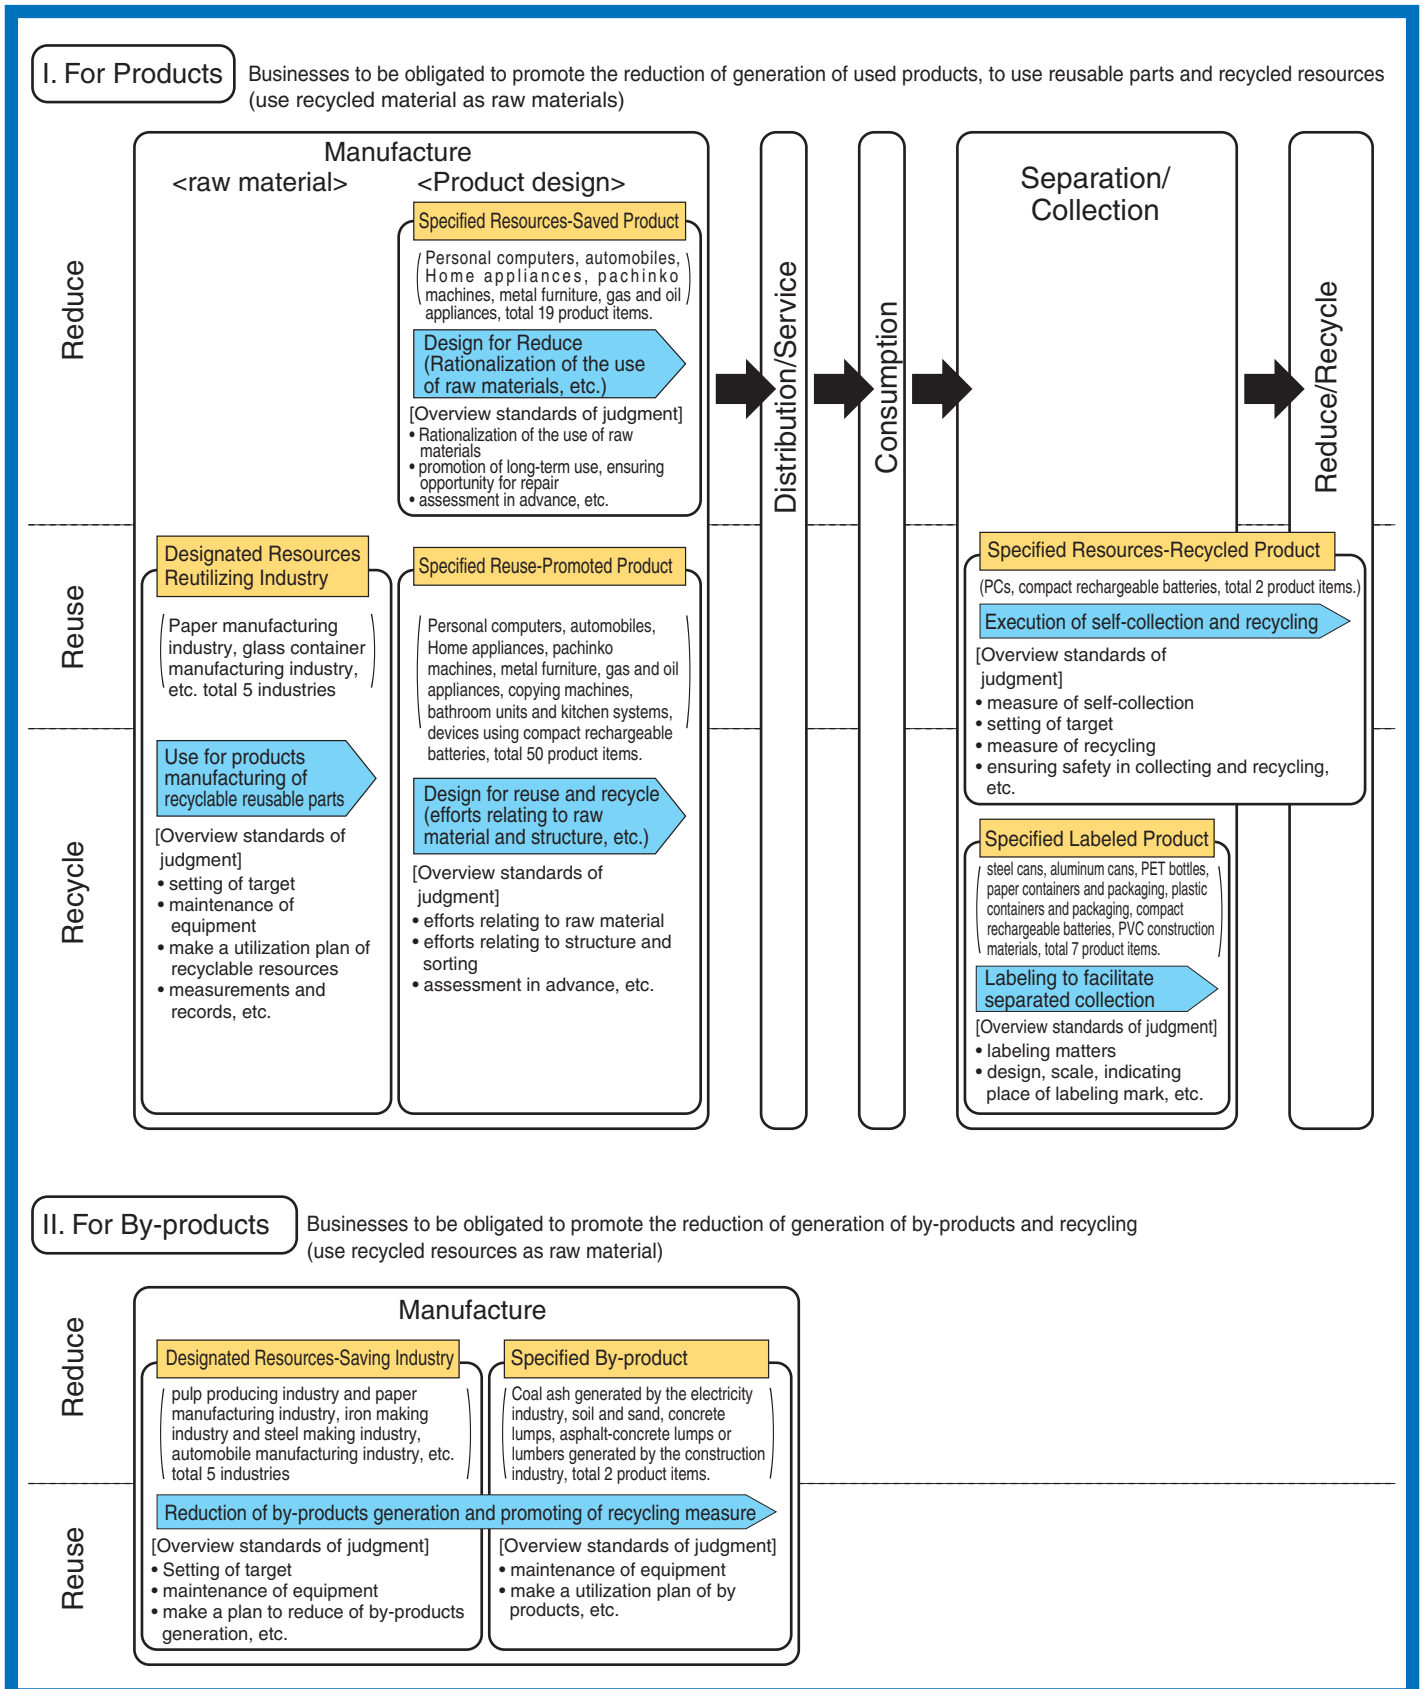 I. For Products
Businesses to be obligated to promote the reduction of generation of used products, to use reusable parts and recycled resources
(use recycled material as raw materials)
Manufacture
<raw material>
<Product design>
Reduce
Specified Resources-Saved Product
Personal computers, automobiles,
Home appliances, pachinko
machines, metal furniture, gas and oil
appliances, total 19 product items.
Design for Reduce
(Rationalization of the use
of raw materials, etc.)
[Overview standards of judgment]
• Rationalization of the use of raw
materials
• promotion of long-term use, ensuring
opportunity for repair
• assessment in advance, etc.
Distribution/Service
Consumption
Separation/
Collection
Reduce/Recycle
Reuse
Recycle
Designated Resources
Reutilizing Industry
Paper manufacturing
industry, glass container
manufacturing industry,
etc. total 5 industries
Use for products
manufacturing of
recyclable reusable parts
[Overview standards of
judgment]
• setting of target
• maintenance of
equipment
• make a utilization plan of
recyclable resources
• measurements and
records, etc.
Specified Reuse-Promoted Product
Personal computers, automobiles,
Home appliances, pachinko
machines, metal furniture, gas and oil
appliances, copying machines,
bathroom units and kitchen systems,
devices using compact rechargeable
batteries, total 50 product items.
Design for reuse and recycle
(efforts relating to raw
material and structure, etc.)
[Overview standards of
judgment]
• efforts relating to raw material
• efforts relating to structure and
sorting
• assessment in advance, etc.
Specified Resources-Recycled Product
(PCs, compact rechargeable batteries, total 2 product items.)
Execution of self-collection and recycling
[Overview standards of
judgment]
• measure of self-collection
• setting of target
• measure of recycling
• ensuring safety in collecting and recycling,
etc.
Specified Labeled Product
steel cans, aluminum cans, PET bottles,
paper containers and packaging, plastic
containers and packaging, compact
rechargeable batteries, PVC construction
materials, total 7 product items.
Labeling to facilitate
separated collection
[Overview standards of judgment]
• labeling matters
• design, scale, indicating
place of labeling mark, etc.
II. For By-products
Businesses to be obligated to promote the reduction of generation of by-products and recycling
(use recycled resources as raw material)
Manufacture
Reduce
Reuse
Designated Resources-Saving Industry
pulp producing industry and paper
manufacturing industry, iron making
industry and steel making industry,
automobile manufacturing industry, etc.
total 5 industries
Specified By-product
Coal ash generated by the electricity
industry, soil and sand, concrete
lumps, asphalt-concrete lumps or
lumbers generated by the construction
industry, total 2 product items.
Reduction of by-products generation and promoting of recycling measure
[Overview standards of judgment]
• Setting of target
• maintenance of equipment
• make a plan to reduce of by-products
generation, etc.
[Overview standards of judgment]
• maintenance of equipment
• make a utilization plan of by
products, etc.